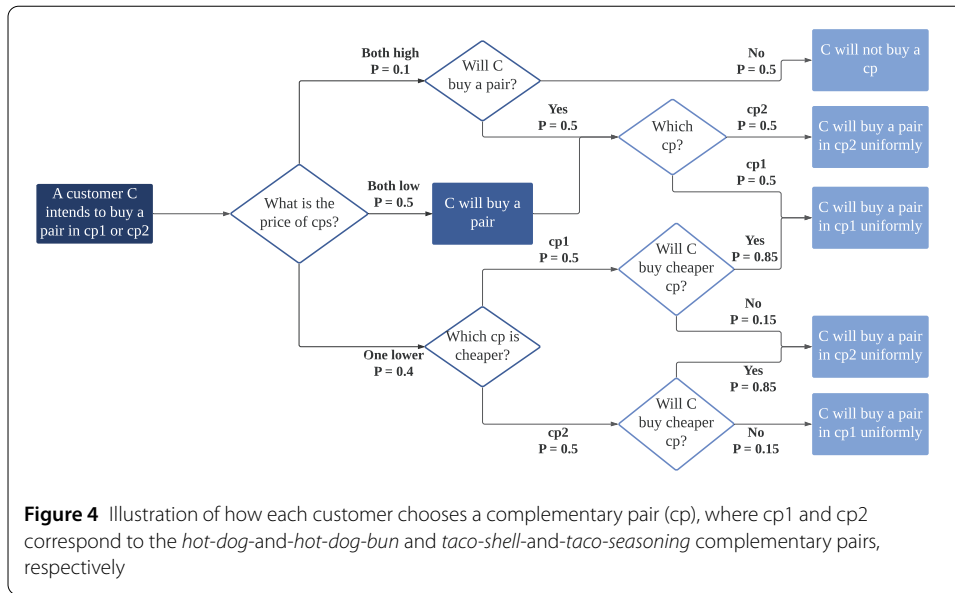 Both high
P = 0.1
Will C
buy a pair?
No
P = 0.5
C will not buy a
cp
Yes
P = 0.5
Which
cp?
cp2
P = 0.5
C will buy a pair
in cp2 uniformly
cp1
P = 0.5
A customer C
intends to buy a
pair in cp1 or cp2
What is the
price of cps?
Both low
P = 0.5
C will buy a
pair
C will buy a pair
in cp1 uniformly
cp1
P = 0.5
Will C
buy cheaper
cp?
Yes
P = 0.85
No
P = 0.15
One lower
P = 0.4
Which cp is
cheaper?
C will buy a pair
in cp2 uniformly
Yes
P = 0.85
cp2
P = 0.5
Will C
buy cheaper
cp?
No
P = 0.15
C will buy a pair
in cp1 uniformly
Figure 4 Illustration of how each customer chooses a complementary pair (cp), where cp1 and cp2
correspond to the hot-dog-and-hot-dog-bun and taco-shell-and-taco-seasoning complementary pairs,
respectively